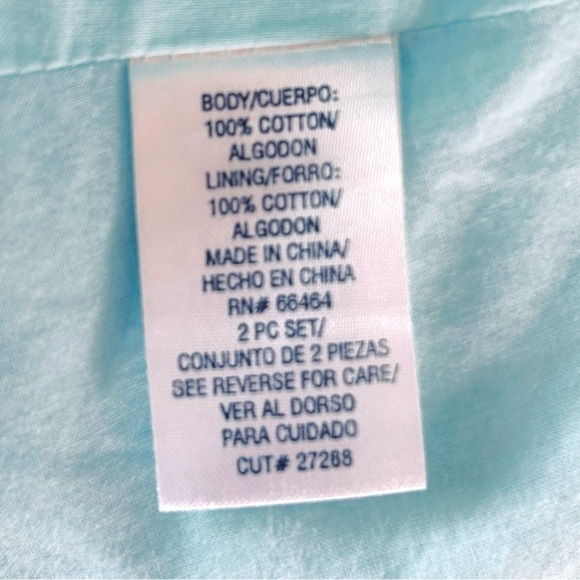 BODY/CUERPO:
100% COTTON/
ALGODON
LINING/FORRO:
100% COTTON/
ALGODON
MADE IN CHINA/
HECHO EN CHINA
RN# 66464
2 PC SET/
CONJUNTO DE 2 PIEZAS
SEE REVERSE FOR CARE/
VER AL DORSO
PARA CUIDADO
CUT# 27288